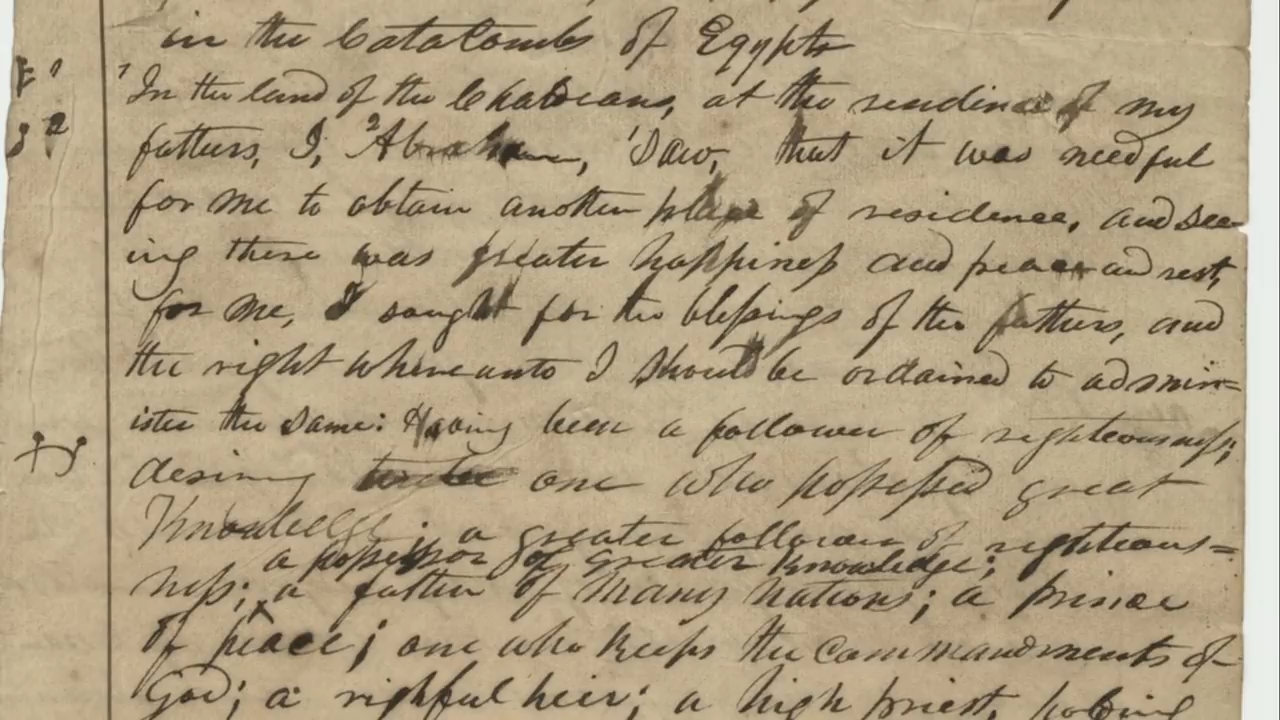 in the Catacombs of Egypts
1 In the land of the Chaldeans, at the residence of my
fathers, I, 2 Abraham, 1 saw, that it was needful
for me to obtain another place of residence, and see-
ing there was greater happiness and peace and rest,
for me, I sought for the blessings of the fathers, and
the right whereunto I should be ordained to admin=
ister the same: Having been a follower of righteousness;
desiring one who possessed great
Knowledge; a greater follower of righteous=
a possessor of greater Knowledge;
ness; a father of many nations; a prince
of peace; one who keeps the commandments of
God; a rightful heir; a high priest, holding